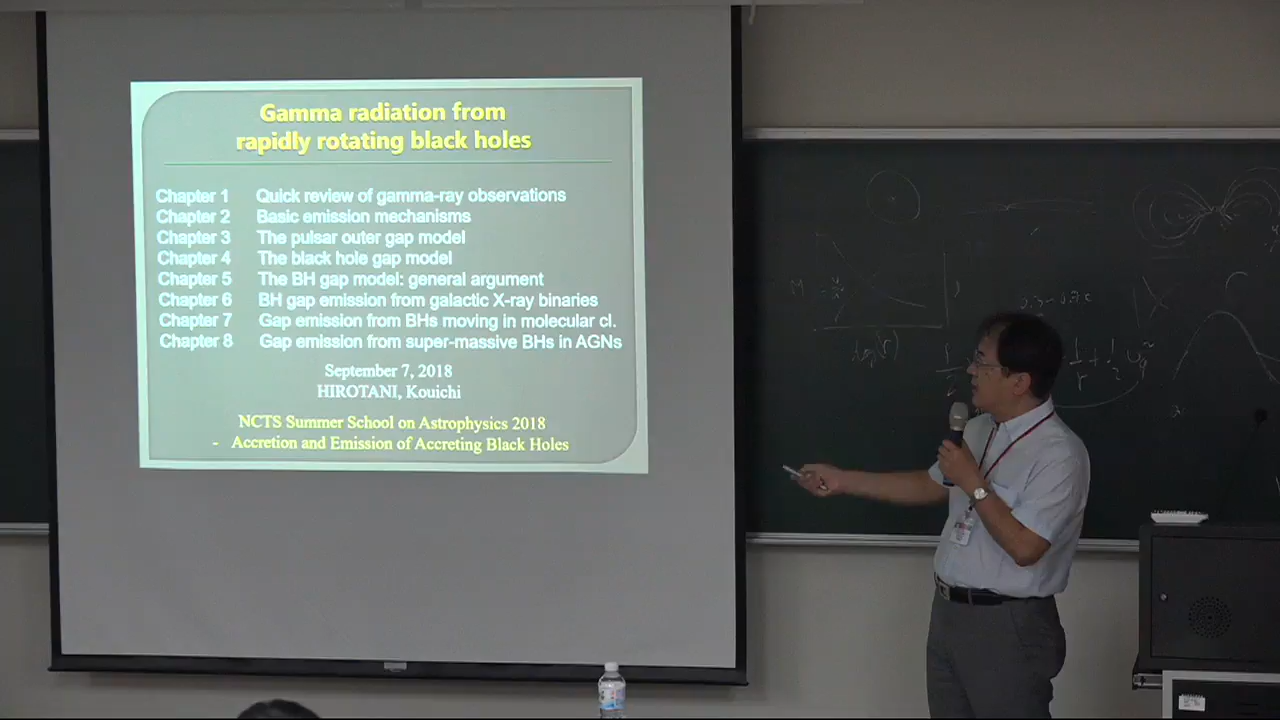 Gamma radiation from
rapidly rotating black holes
Chapter 1 Quick review of gamma-ray observations
Chapter 2 Basic emission mechanisms
Chapter 3 The pulsar outer gap model
Chapter 4 The black hole gap model
Chapter 5 The BH gap model: general argument
Chapter 6 BH gap emission from galactic X-ray binaries
Chapter 7 Gap emission from BHs moving in molecular cl.
Chapter 8 Gap emission from super-massive BHs in AGNs
September 7, 2018
HIROTANI, Kouichi
NCTS Summer School on Astrophysics 2018
- Accretion and Emission of Accreting Black Holes